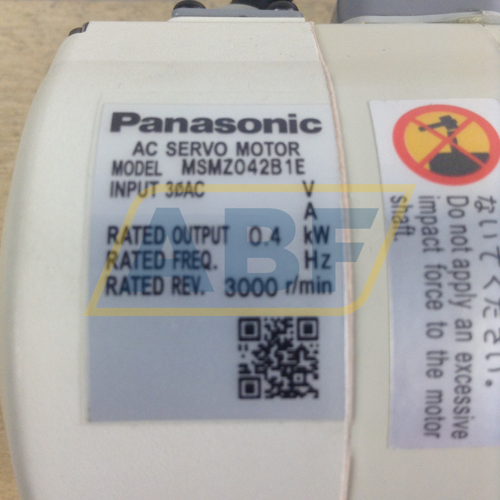 Panasonic
AC SERVO MOTOR
MODEL MSMZ042B1E
INPUT 3øAC V
A
RATED OUTPUT 0.4 kW
RATED FREQ. Hz
RATED REV. 3000 r/min
ABF
ないでください。
Do not apply an excessive
impact force to the motor
shaft.